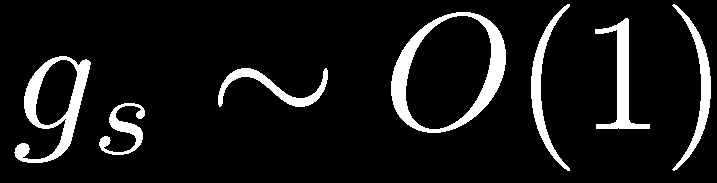 g_s ∼ O(1)